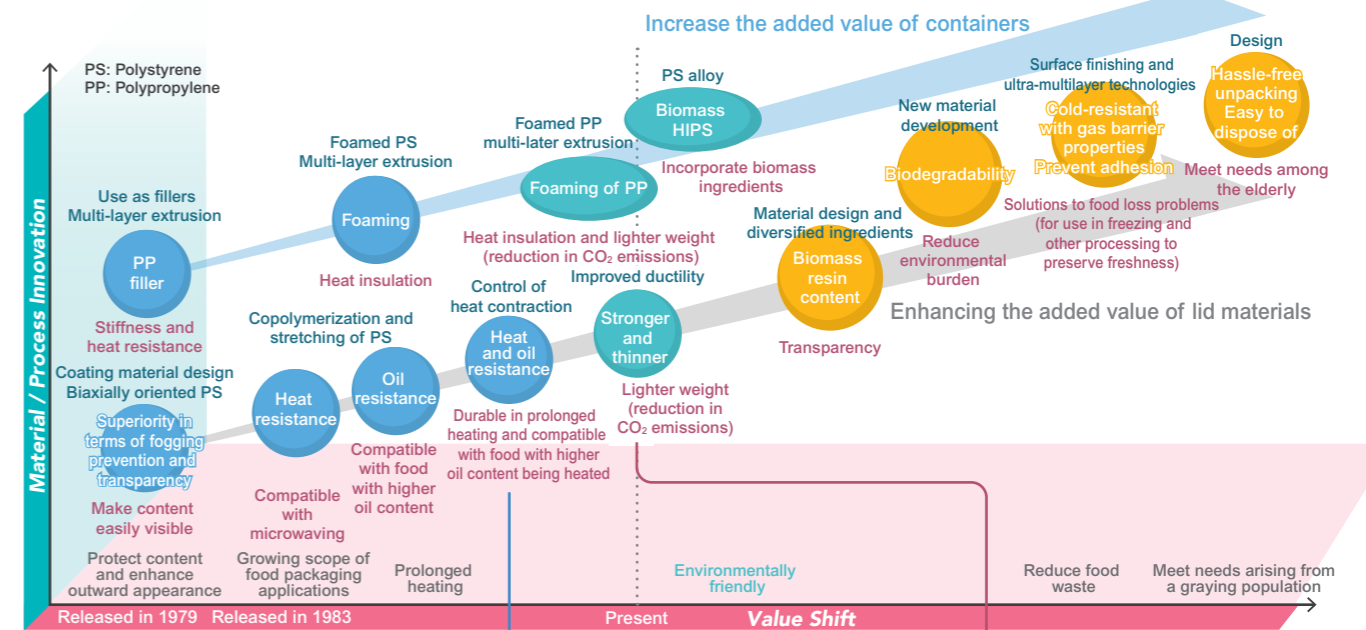 Increase the added value of containers
PS: Polystyrene
PP: Polypropylene
Material / Process Innovation
Use as fillers
Multi-layer extrusion
PP
filler
Stiffness and
heat resistance
Foamed PS
Multi-layer extrusion
Foaming
Heat insulation
Foamed PP
multi-later extrusion
Foaming of PP
Heat insulation and lighter weight
(reduction in CO₂ emissions)
PS alloy
Biomass
HIPS
Incorporate biomass
ingredients
Coating material design
Biaxially oriented PS
Superiority in
terms of fogging
prevention and
transparency
Make content
easily visible
Copolymerization and
stretching of PS
Heat
resistance
Compatible
with
microwaving
Oil
resistance
Compatible
with food
with higher
oil content
Control of
heat contraction
Heat
and oil
resistance
Durable in prolonged
heating and compatible
with food with higher
oil content being heated
Improved ductility
Stronger
and
thinner
Lighter weight
(reduction in
CO₂ emissions)
Material design and
diversified ingredients
Biomass
resin
content
Transparency
New material
development
Biodegradability
Reduce
environmental
burden
Surface finishing and
ultra-multilayer technologies
Cold-resistant
with gas barrier
properties
Prevent adhesion
Solutions to food loss problems
(for use in freezing and
other processing to
preserve freshness)
Design
Hassle-free
unpacking
Easy to
dispose of
Meet needs among
the elderly
Enhancing the added value of lid materials
Protect content
and enhance
outward appearance
Growing scope of
food packaging
applications
Prolonged
heating
Environmentally
friendly
Reduce food
waste
Meet needs arising from
a graying population
Released in 1979
Released in 1983
Present
Value Shift